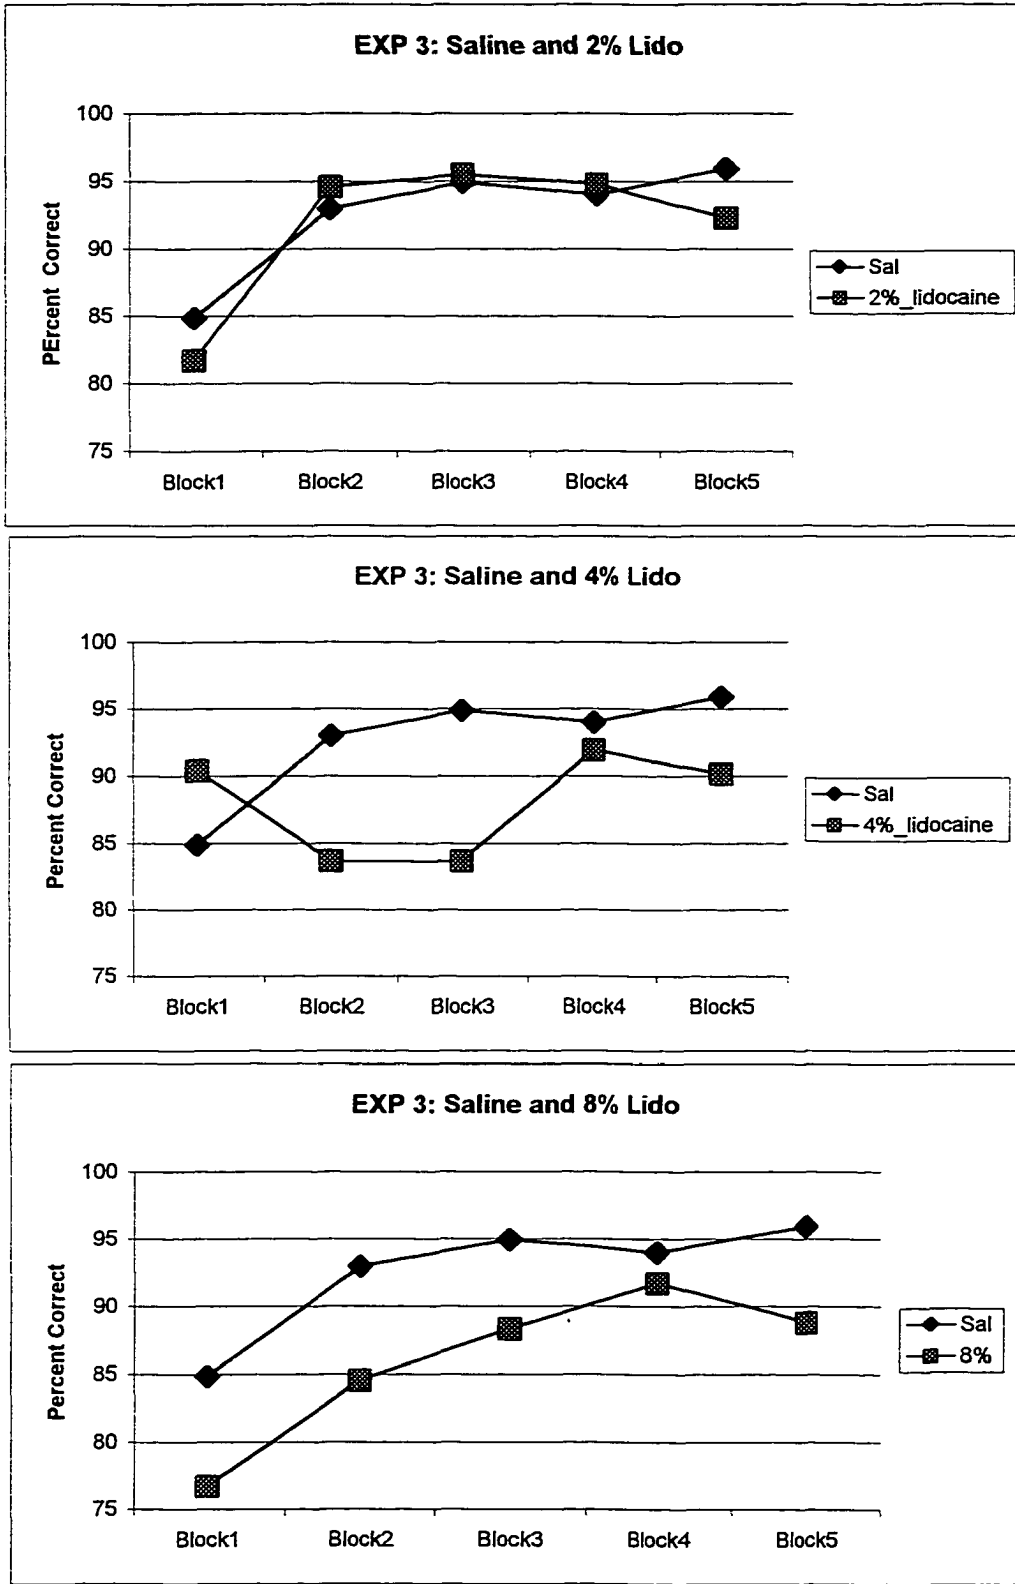 EXP 3: Saline and 2% Lido
100
95
90
85
80
75
PErcent Correct
Block1 Block2 Block3 Block4 Block5
Sal
2%_lidocaine
EXP 3: Saline and 4% Lido
100
95
90
85
80
75
Percent Correct
Block1 Block2 Block3 Block4 Block5
Sal
4%_lidocaine
EXP 3: Saline and 8% Lido
100
95
90
85
80
75
Percent Correct
Block1 Block2 Block3 Block4 Block5
Sal
8%